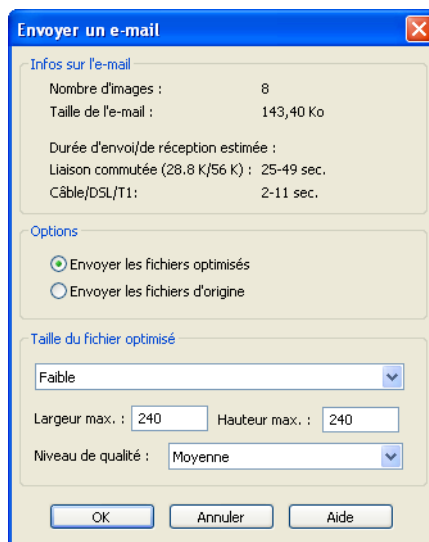 Envoyer un e-mail
Infos sur l'e-mail
Nombre d'images : 8
Taille de l'e-mail : 143,40 Ko
Durée d'envoi/de réception estimée :
Liaison commutée (28.8 K/56 K) : 25-49 sec.
Câble/DSL/T1: 2-11 sec.
Options
Envoyer les fichiers optimisés
Envoyer les fichiers d'origine
Taille du fichier optimisé
Faible
Largeur max. : 240 Hauteur max. : 240
Niveau de qualité : Moyenne
OK Annuler Aide